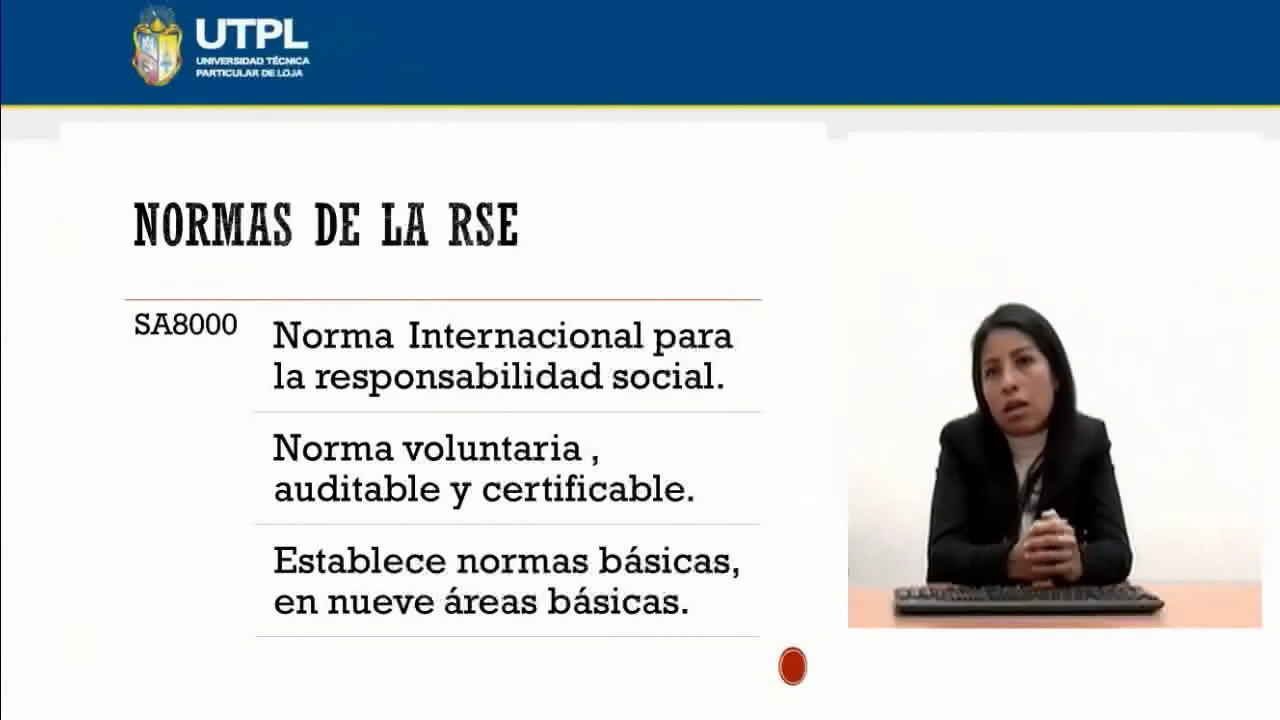 UTPL
UNIVERSIDAD TÉCNICA
PARTICULAR DE LOJA
NORMAS DE LA RSE
SA8000
Norma Internacional para
la responsabilidad social.
Norma voluntaria ,
auditable y certificable.
Establece normas básicas,
en nueve áreas básicas.